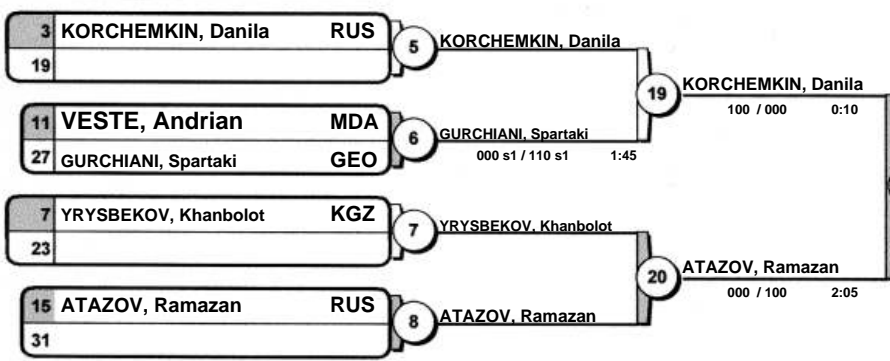 3 KORCHEMKIN, Danila RUS
19
5
KORCHEMKIN, Danila
11 VESTE, Andrian MDA
27 GURCHIANI, Spartaki GEO
6
GURCHIANI, Spartaki
000 s1 / 110 s1 1:45
19
KORCHEMKIN, Danila
100 / 000 0:10
7 YRYSBEKOV, Khanbolot KGZ
23
7
YRYSBEKOV, Khanbolot
15 ATAZOV, Ramazan RUS
31
8
ATAZOV, Ramazan
20
ATAZOV, Ramazan
000 / 100 2:05